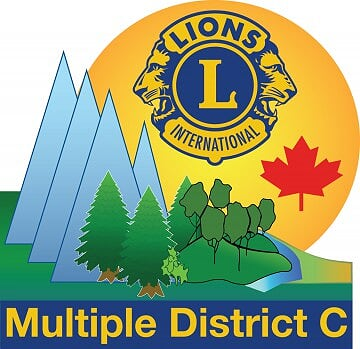 LIONS
L
INTERNATIONAL
Multiple District C